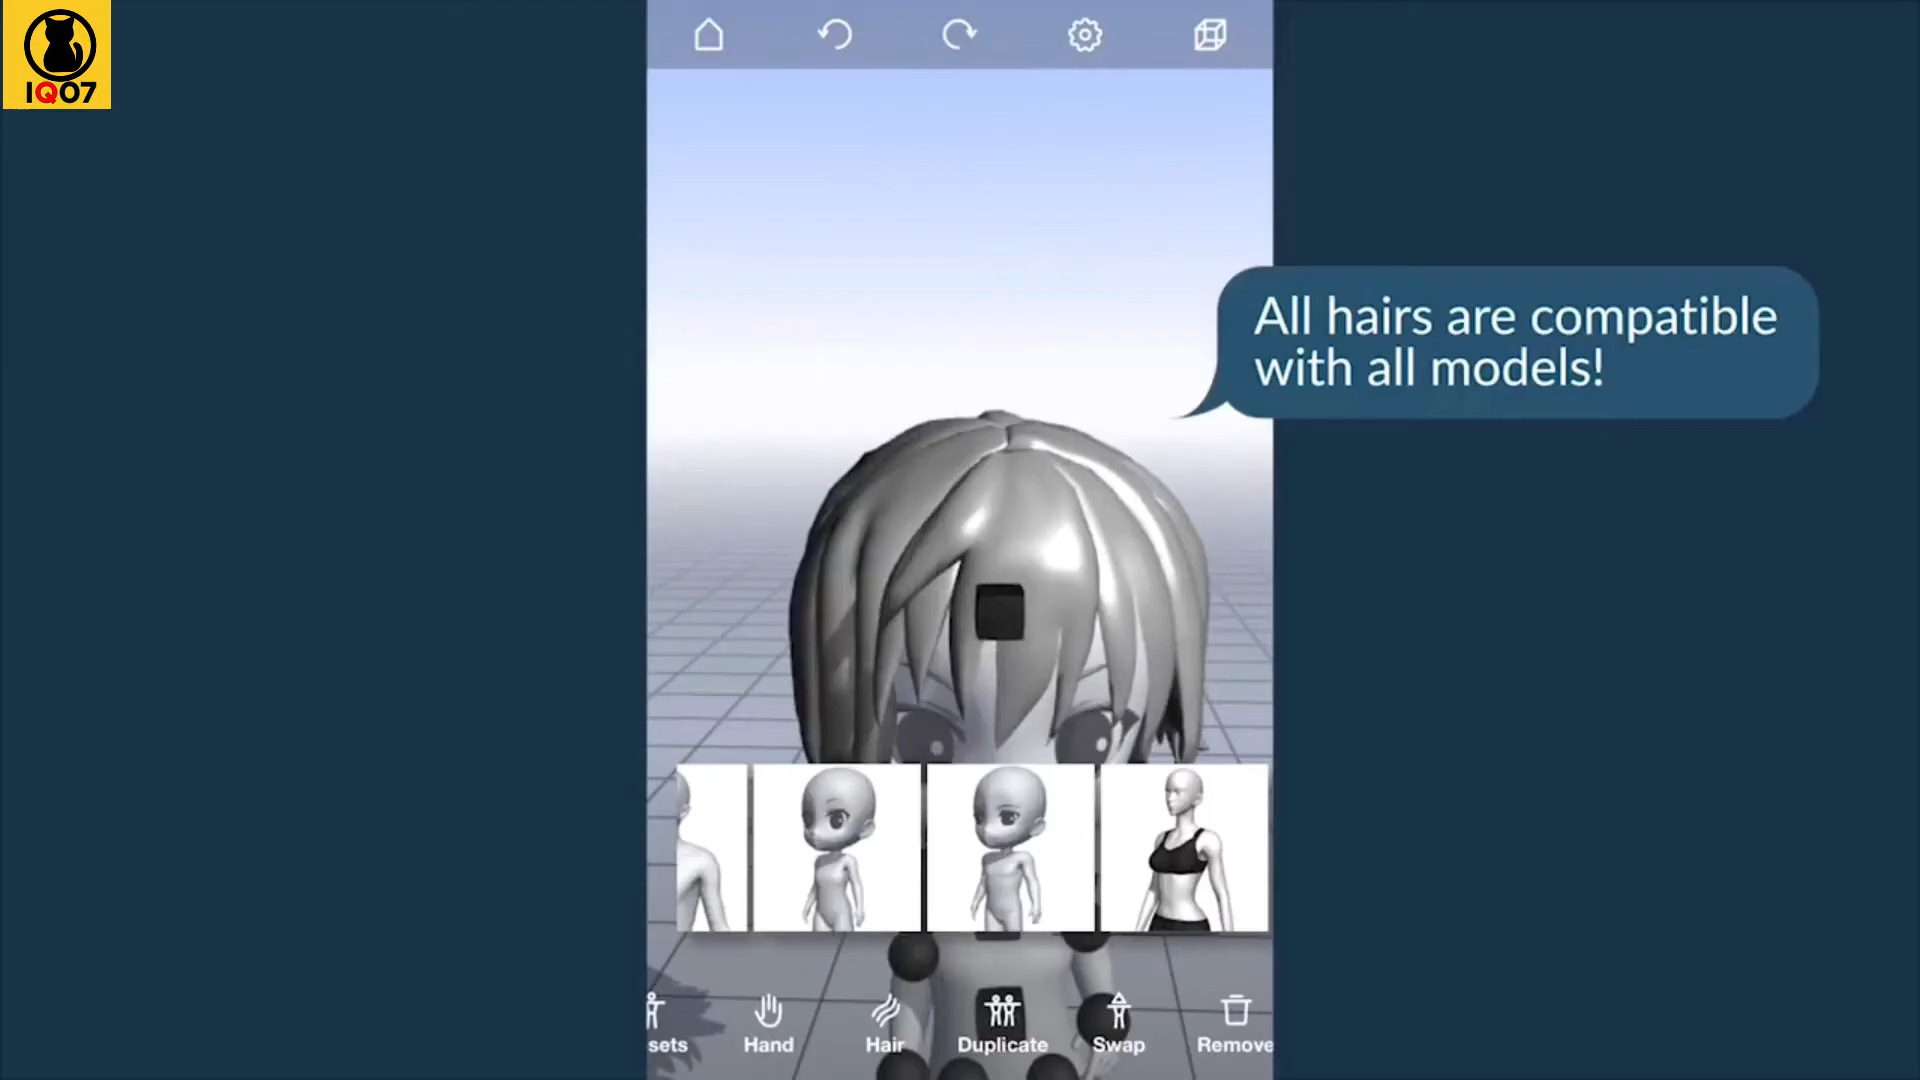 IQ07
All hairs are compatible
with all models!
sets
Hand
Hair
Duplicate
Swap
Remove